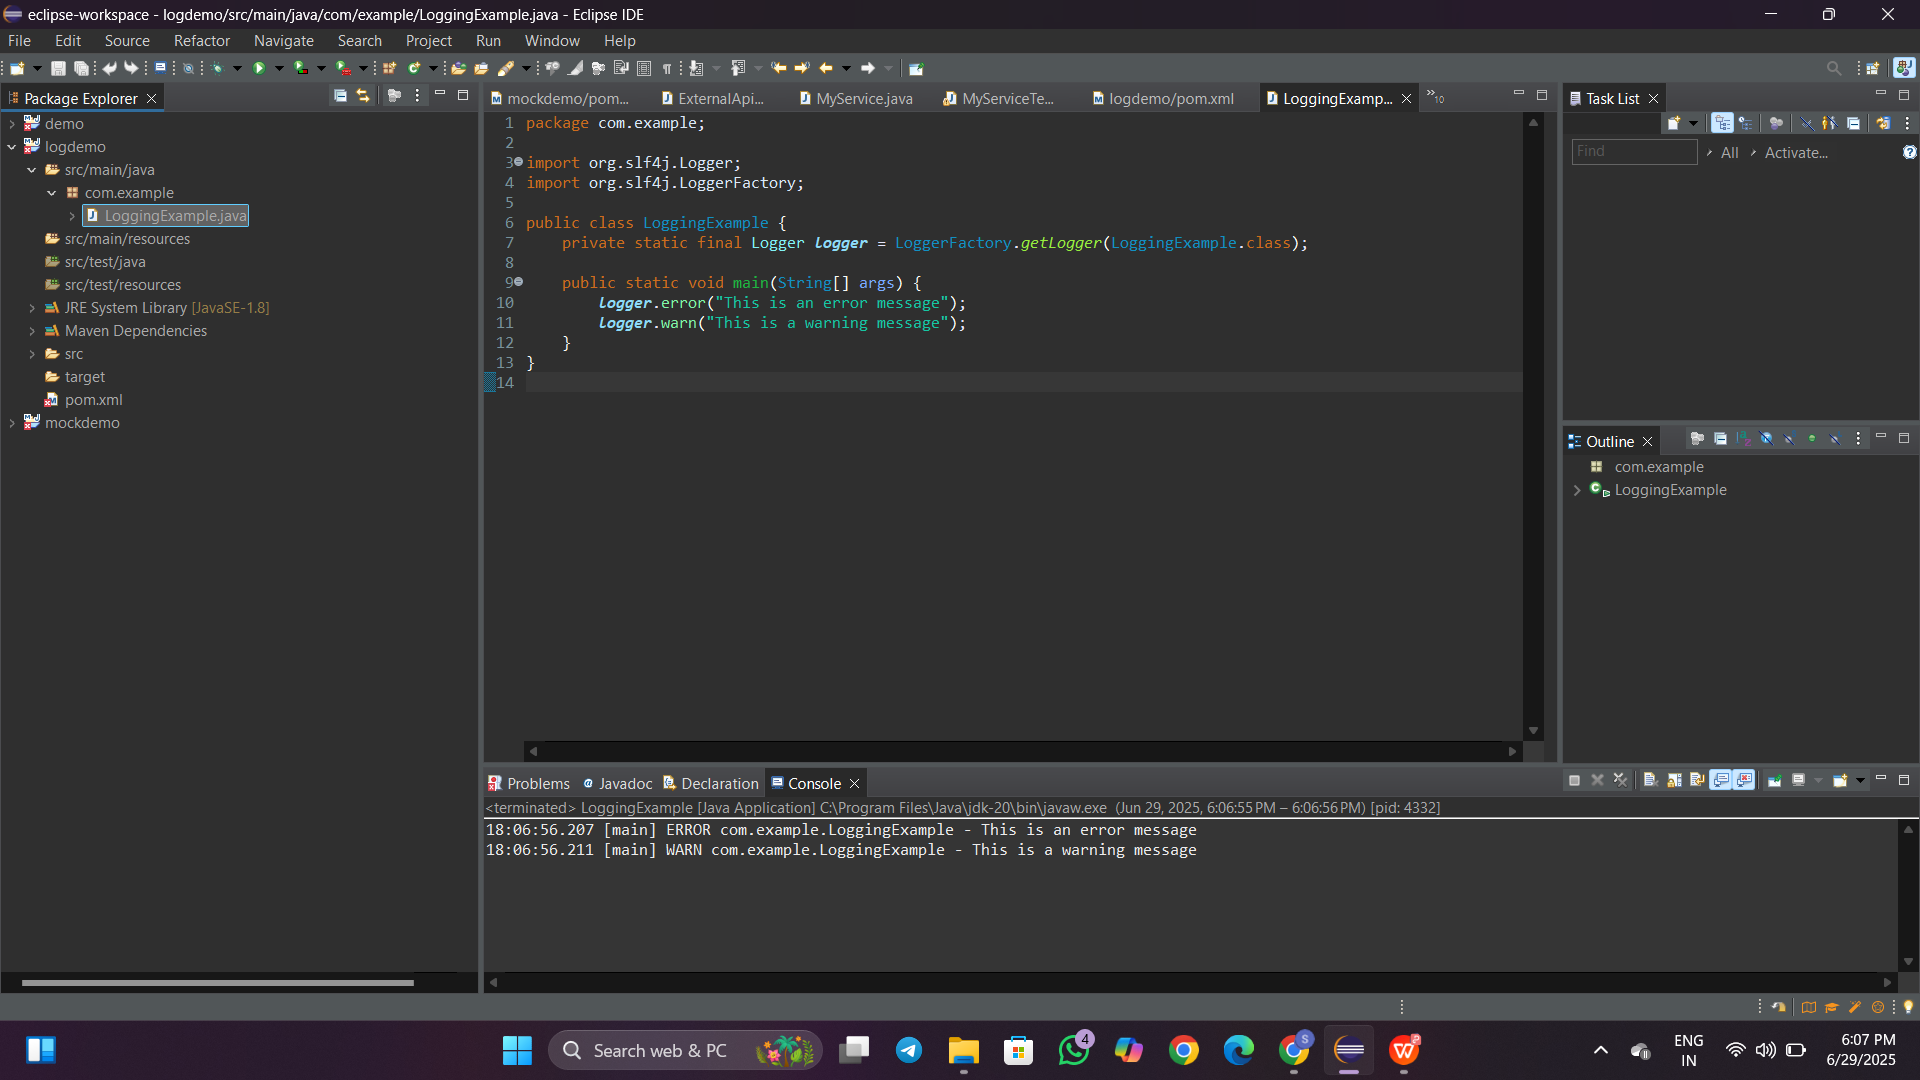 eclipse-workspace - logdemo/src/main/java/com/example/LoggingExample.java - Eclipse IDE
File Edit Source Refactor Navigate Search Project Run Window Help
Package Explorer
demo
logdemo
src/main/java
com.example
LoggingExample.java
src/main/resources
src/test/java
src/test/resources
JRE System Library [JavaSE-1.8]
Maven Dependencies
src
target
pom.xml
mockdemo
mockdemo/pom... ExternalApi... MyService.java MyServiceTe... logdemo/pom.xml LoggingExamp... »10
1 package com.example;
2
3 import org.slf4j.Logger;
4 import org.slf4j.LoggerFactory;
5
6 public class LoggingExample {
7 private static final Logger logger = LoggerFactory.getLogger(LoggingExample.class);
8
9 public static void main(String[] args) {
10 logger.error("This is an error message");
11 logger.warn("This is a warning message");
12 }
13 }
14
Task List
Find All Activate...
Outline
com.example
LoggingExample
Problems Javadoc Declaration Console
<terminated> LoggingExample [Java Application] C:\Program Files\Java\jdk-20\bin\javaw.exe (Jun 29, 2025, 6:06:55 PM – 6:06:56 PM) [pid: 4332]
18:06:56.207 [main] ERROR com.example.LoggingExample - This is an error message
18:06:56.211 [main] WARN com.example.LoggingExample - This is a warning message
Search web & PC
4
S
ENG
IN
6:07 PM
6/29/2025